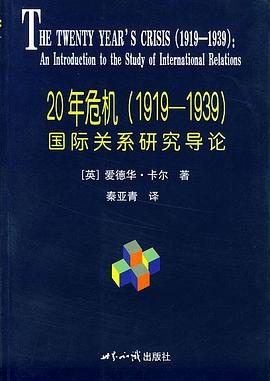 THE TWENTY YEAR'S CRISIS (1919—1939):
An Introduction to the Study of International Relations
20年危机(1919—1939)
国际关系研究导论
[英] 爱德华·卡尔 著
秦亚青 译
世界知识出版社